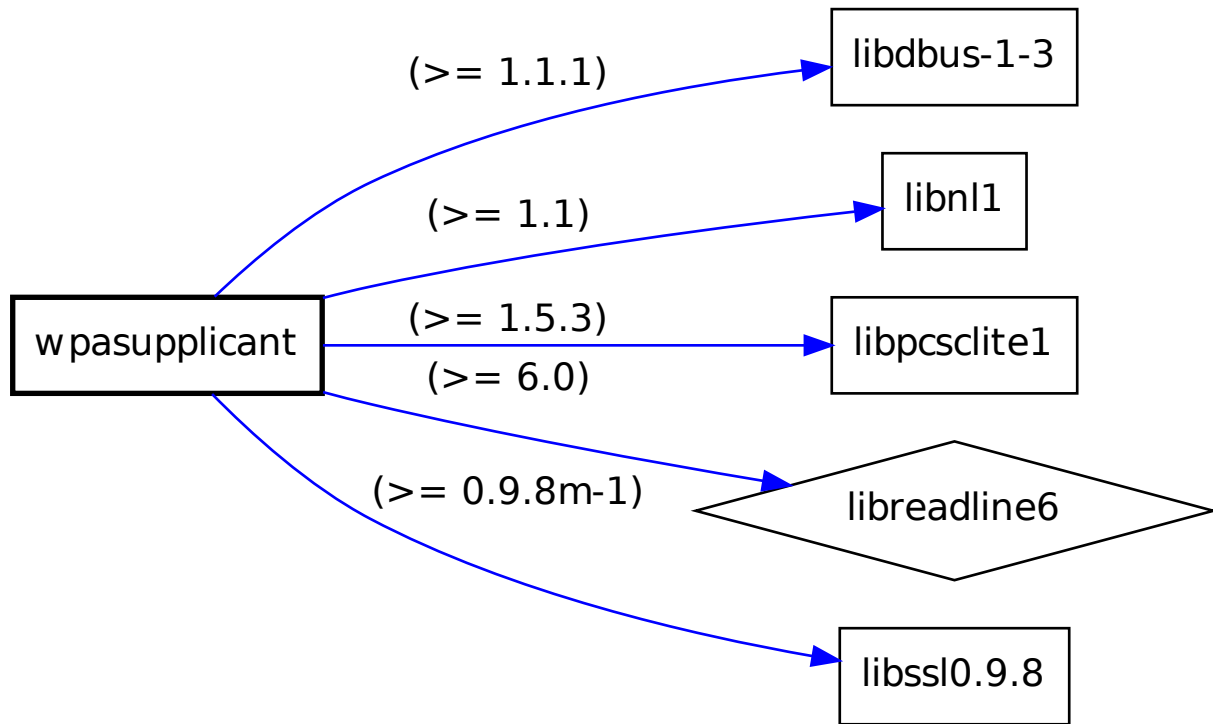 (>= 1.1.1)
libdbus-1-3
(>= 1.1)
libnl1
wpasupplicant
(>= 1.5.3)
libpcsclite1
(>= 6.0)
libreadline6
(>= 0.9.8m-1)
libssl0.9.8